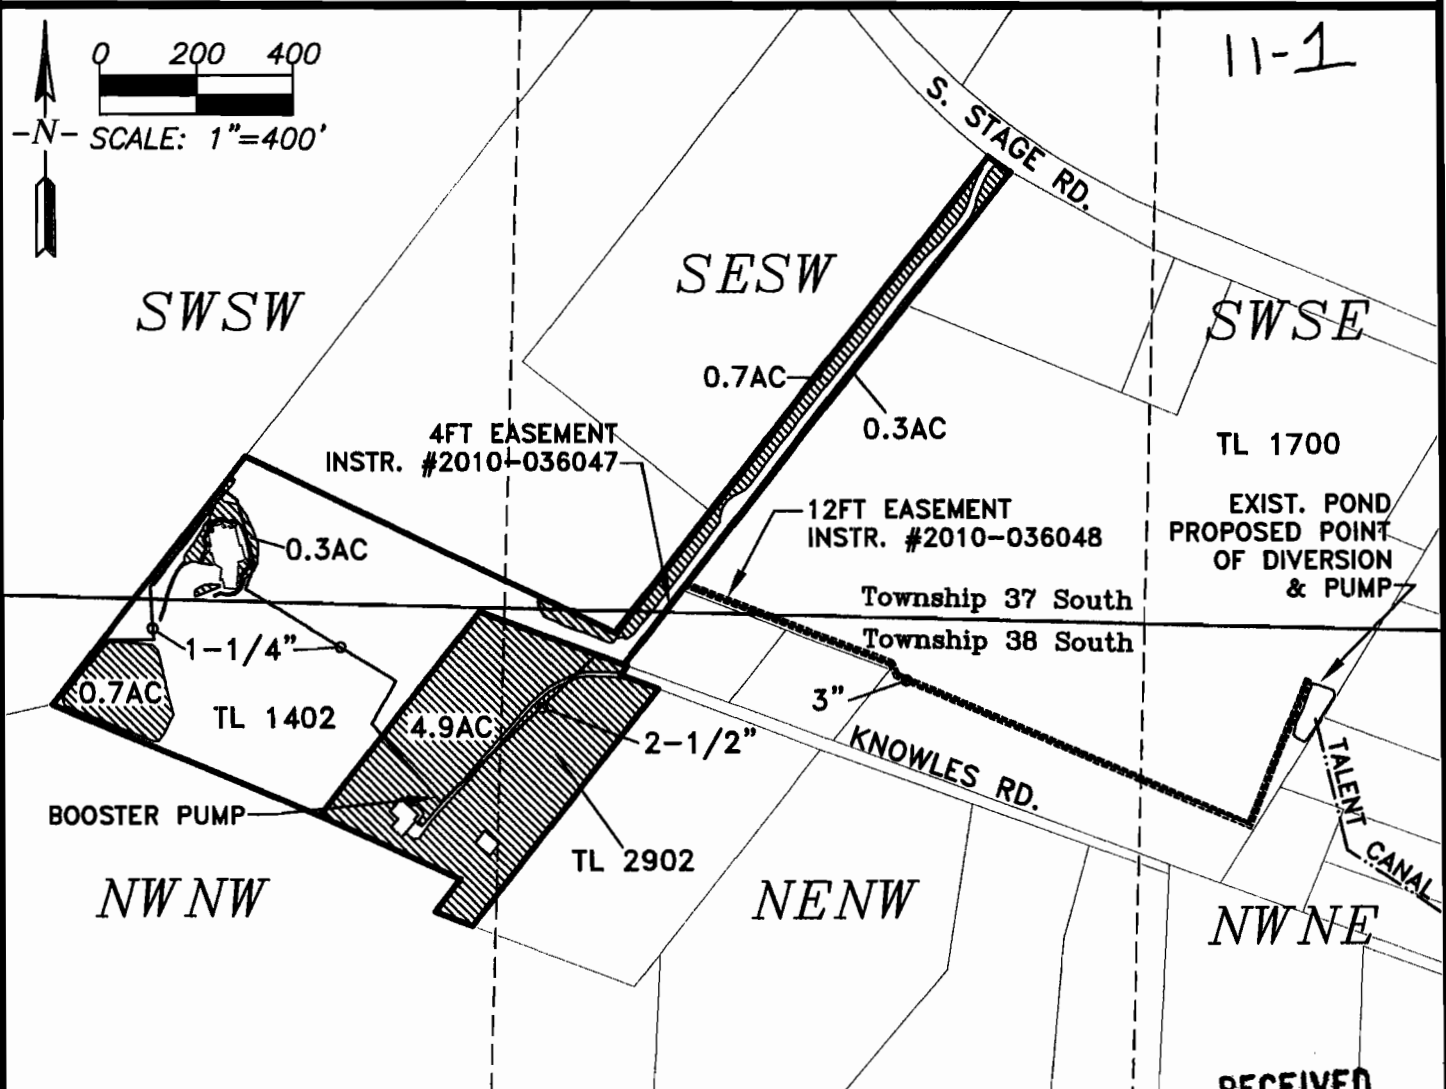 11-1
0 200 400
-N- SCALE: 1"=400'
S. STAGE RD.
SESW
SWSW
SWSE
0.7AC
0.3AC
4FT EASEMENT
INSTR. #2010-036047
TL 1700
12FT EASEMENT
INSTR. #2010-036048
EXIST. POND
PROPOSED POINT
OF DIVERSION
& PUMP
0.3AC
Township 37 South
Township 38 South
1-1/4"
0.7AC
TL 1402
4.9AC
2-1/2"
3"
KNOWLES RD.
TALENT
CANAL
BOOSTER PUMP
TL 2902
NWNW
NENW
NWNE
RECEIVED